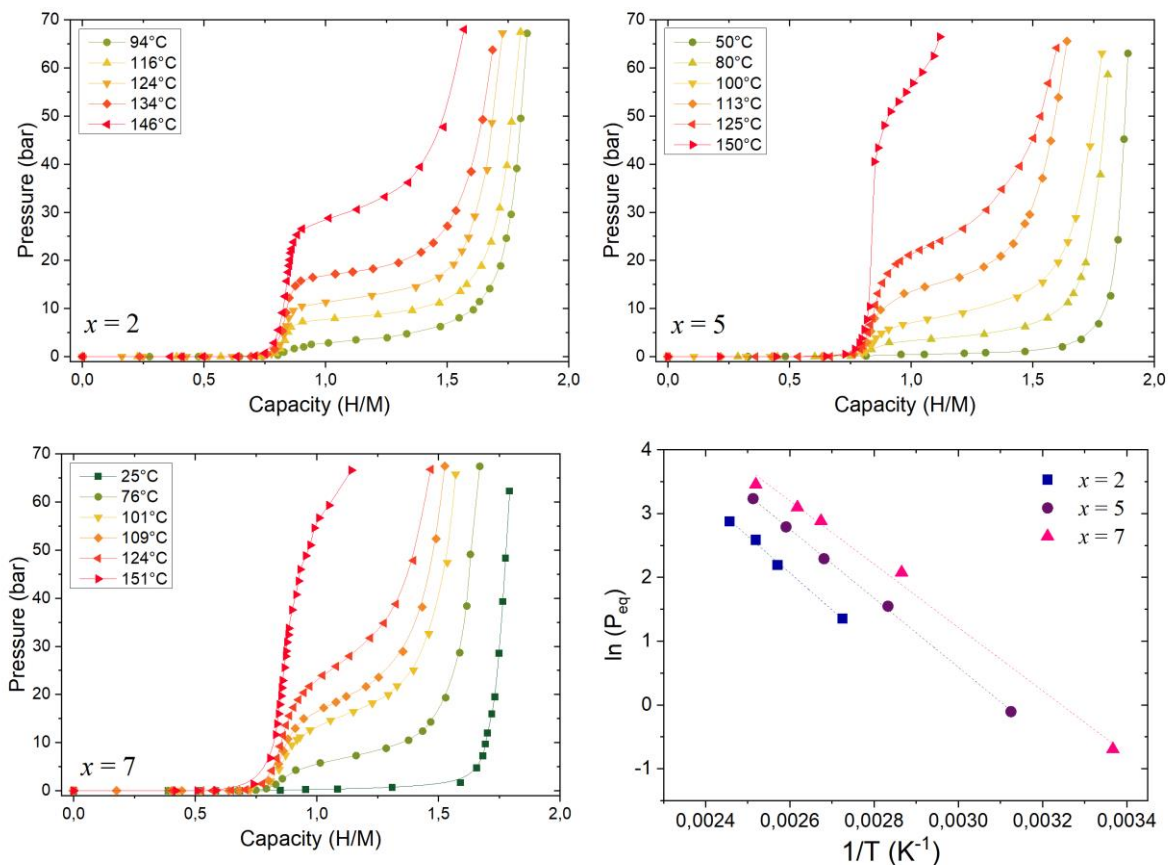 70
60
50
40
30
20
10
0
Pressure (bar)
94°C
116°C
124°C
134°C
146°C
x = 2
0,0 0,5 1,0 1,5 2,0
Capacity (H/M)
70
60
50
40
30
20
10
0
Pressure (bar)
50°C
80°C
100°C
113°C
125°C
150°C
x = 5
0,0 0,5 1,0 1,5 2,0
Capacity (H/M)
70
60
50
40
30
20
10
0
Pressure (bar)
25°C
76°C
101°C
109°C
124°C
151°C
x = 7
0,0 0,5 1,0 1,5 2,0
Capacity (H/M)
4
3
2
1
0
-1
ln (Peq)
x = 2
x = 5
x = 7
0,0024 0,0026 0,0028 0,0030 0,0032 0,0034
1/T (K-1)